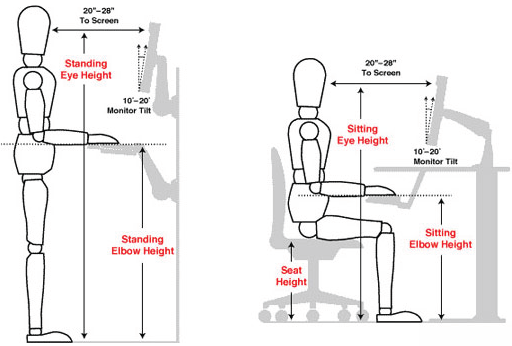 20"–28"
To Screen
Standing
Eye Height
10°–20°
Monitor Tilt
Standing
Elbow Height
20"–28"
To Screen
Sitting
Eye Height
10°–20°
Monitor Tilt
Seat
Height
Sitting
Elbow Height